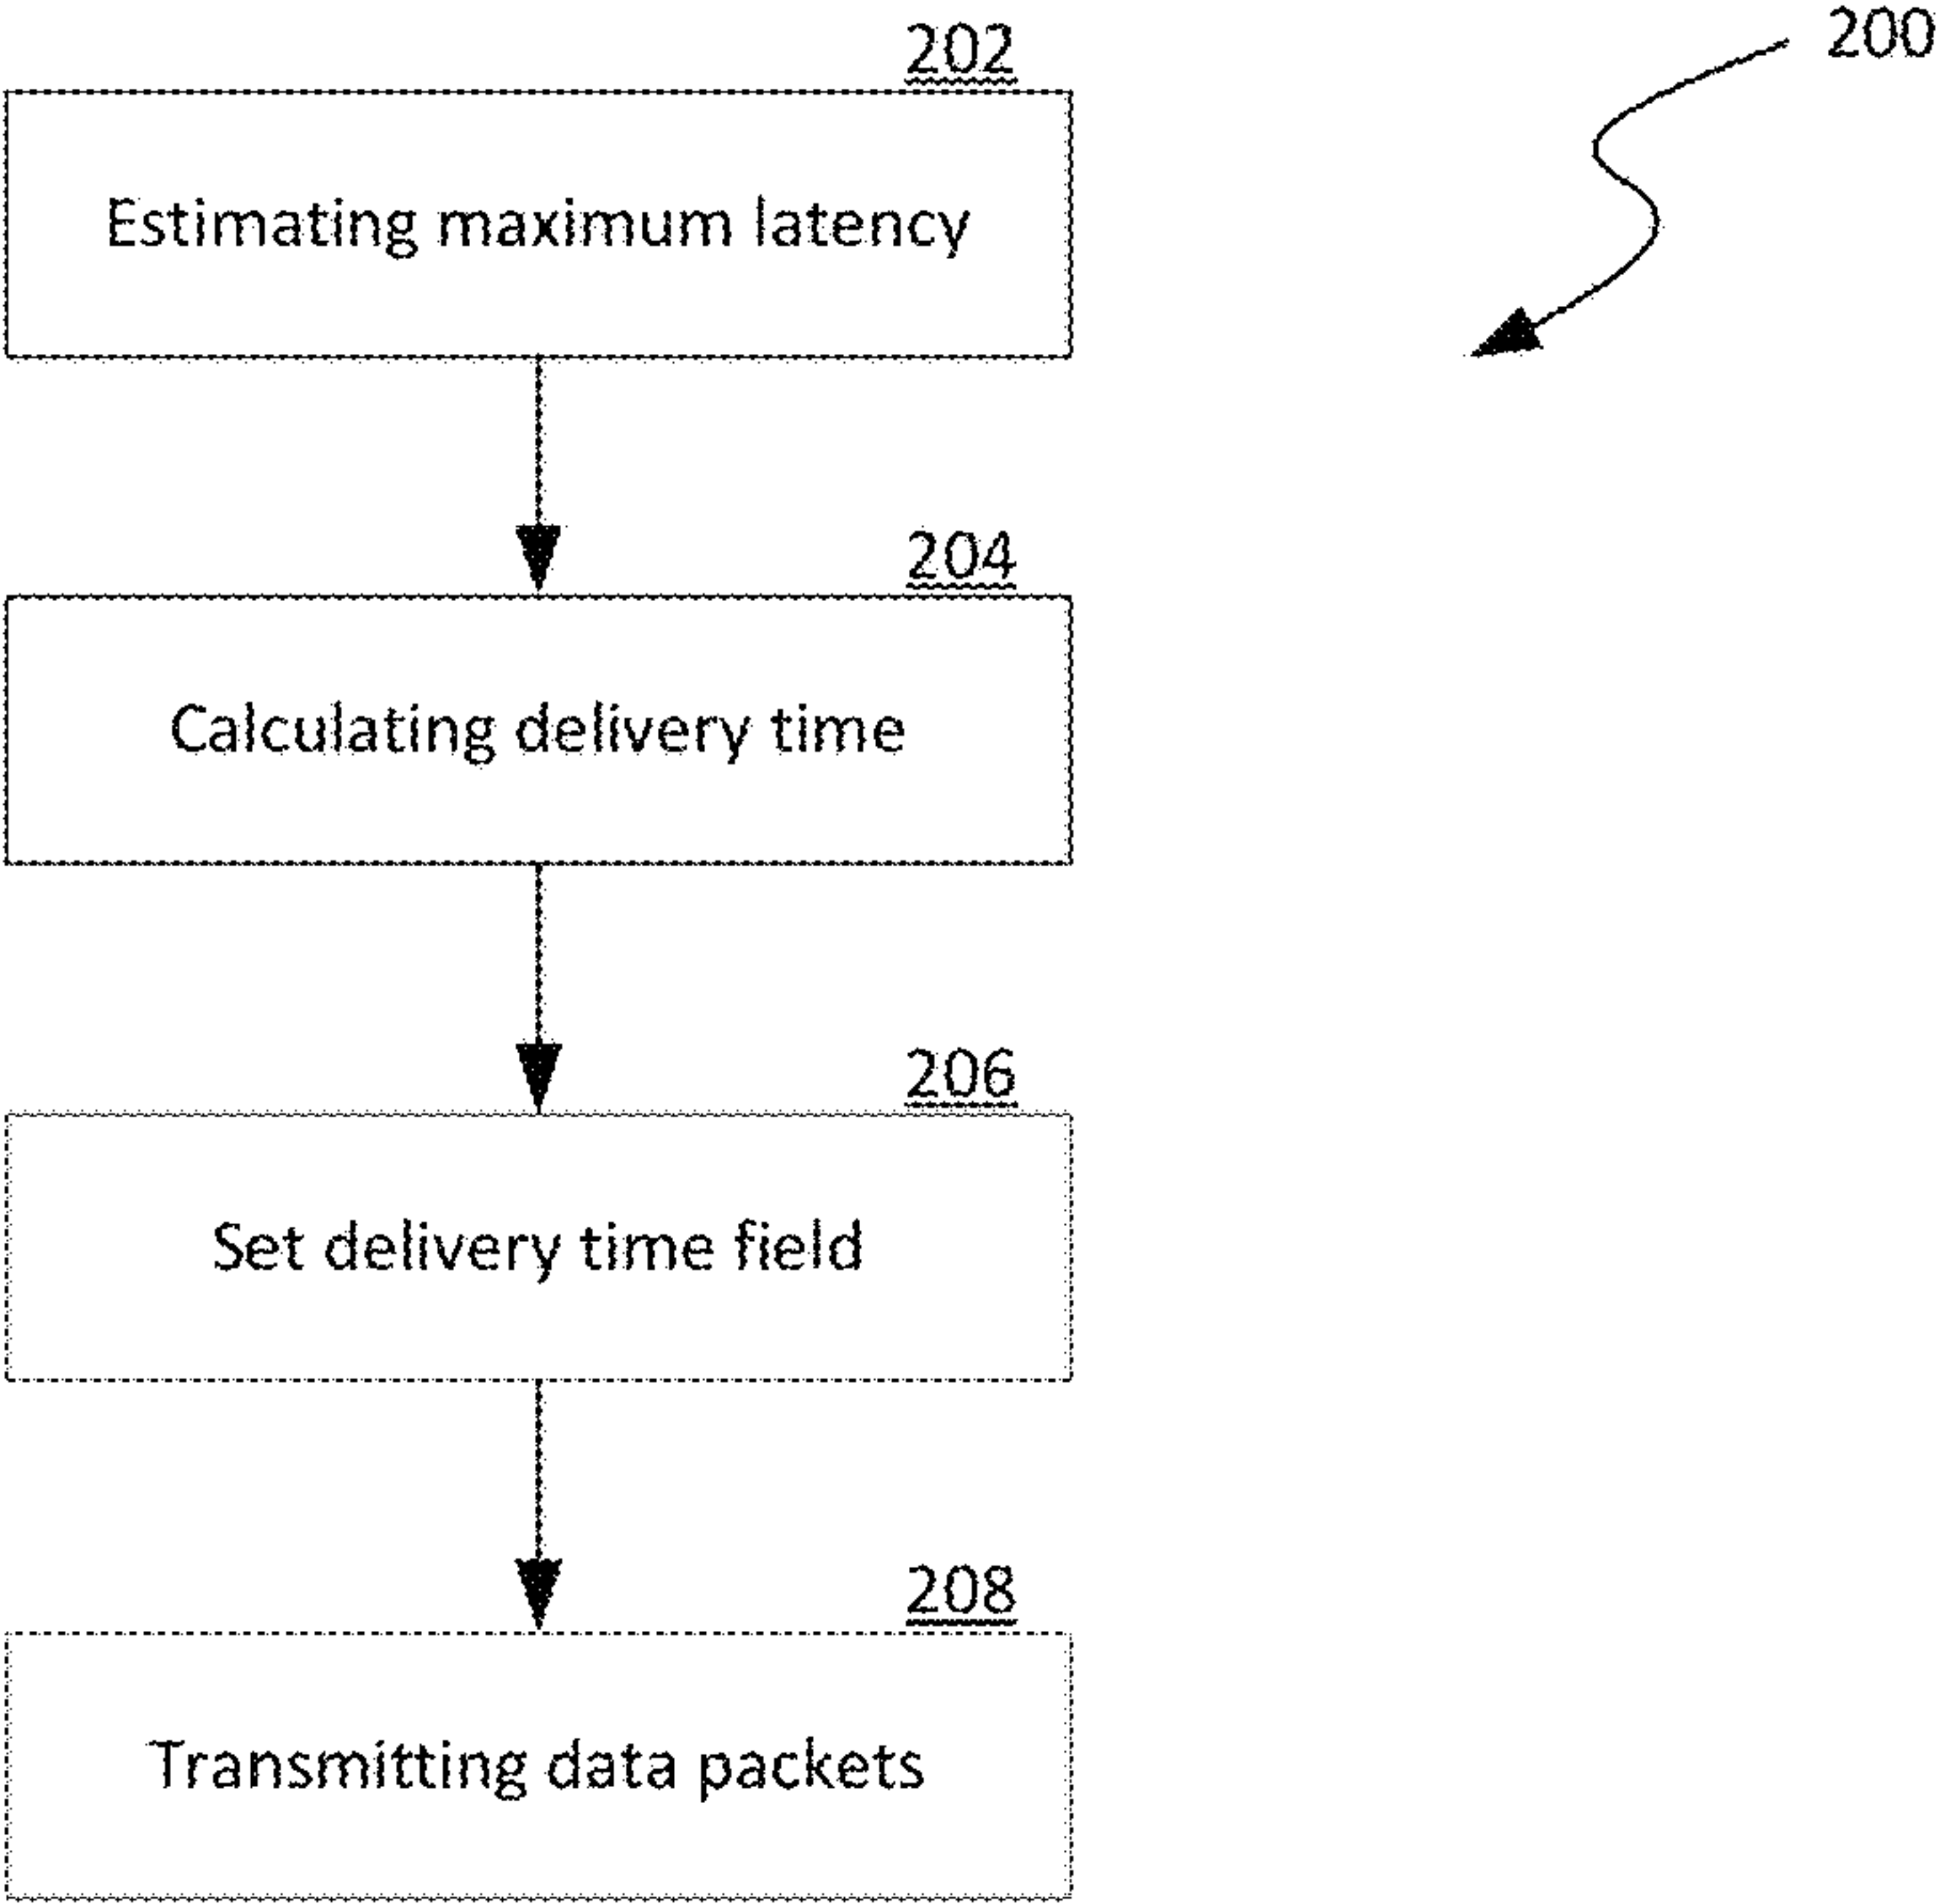 200
202
Estimating maximum latency
204
Calculating delivery time
206
Set delivery time field
208
Transmitting data packets